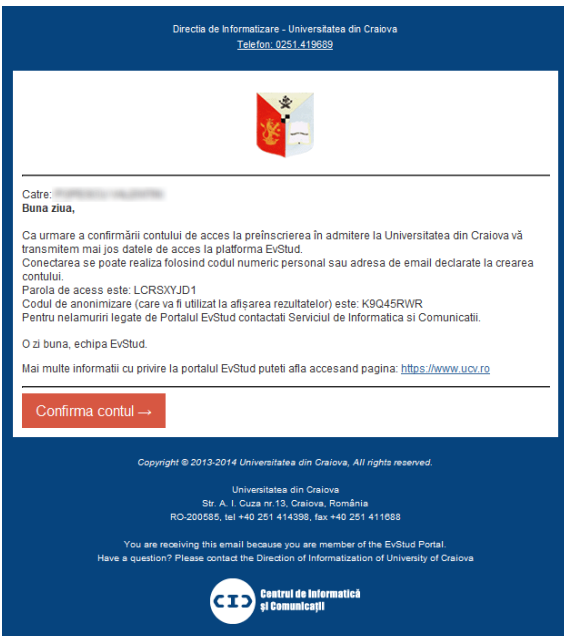 Directia de Informatizare - Universitatea din Craiova
Telefon: 0251.419689
Catre:
Buna ziua,
Ca urmare a confirmării contului de acces la preînscrierea în admitere la Universitatea din Craiova vă
transmitem mai jos datele de acces la platforma EvStud.
Conectarea se poate realiza folosind codul numeric personal sau adresa de email declarate la crearea
contului.
Parola de acess este: LCRSXYJD1
Codul de anonimizare (care va fi utilizat la afișarea rezultatelor) este: K9Q45RWR
Pentru nelamuriri legate de Portalul EvStud contactati Serviciul de Informatica si Comunicatii.
O zi buna, echipa EvStud.
Mai multe informatii cu privire la portalul EvStud puteti afla accesand pagina: https://www.ucv.ro
Confirma contul →
Copyright © 2013-2014 Universitatea din Craiova, All rights reserved.
Universitatea din Craiova
Str. A. I. Cuza nr.13, Craiova, România
RO-200585, tel +40 251 414398, fax +40 251 411688
You are receiving this email because you are member of the EvStud Portal.
Have a question? Please contact the Direction of Informatization of University of Craiova
CIC Centrul de Informatică
și Comunicații